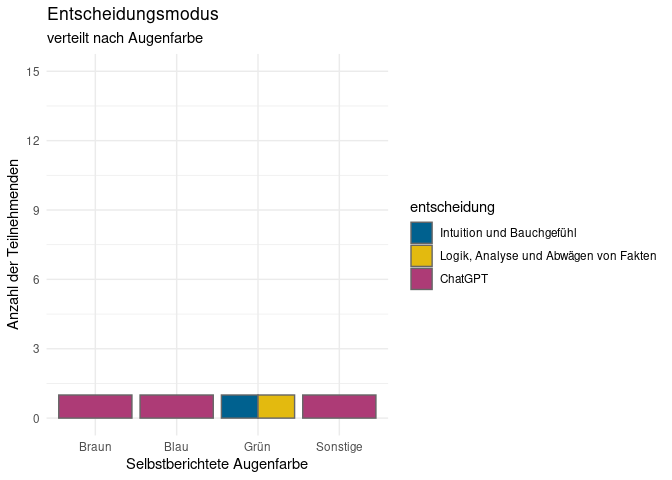 Entscheidungsmodus
verteilt nach Augenfarbe
15
12
9
6
3
0
Anzahl der Teilnehmenden
Braun
Blau
Grün
Sonstige
Selbstberichtete Augenfarbe
entscheidung
Intuition und Bauchgefühl
Logik, Analyse und Abwägen von Fakten
ChatGPT